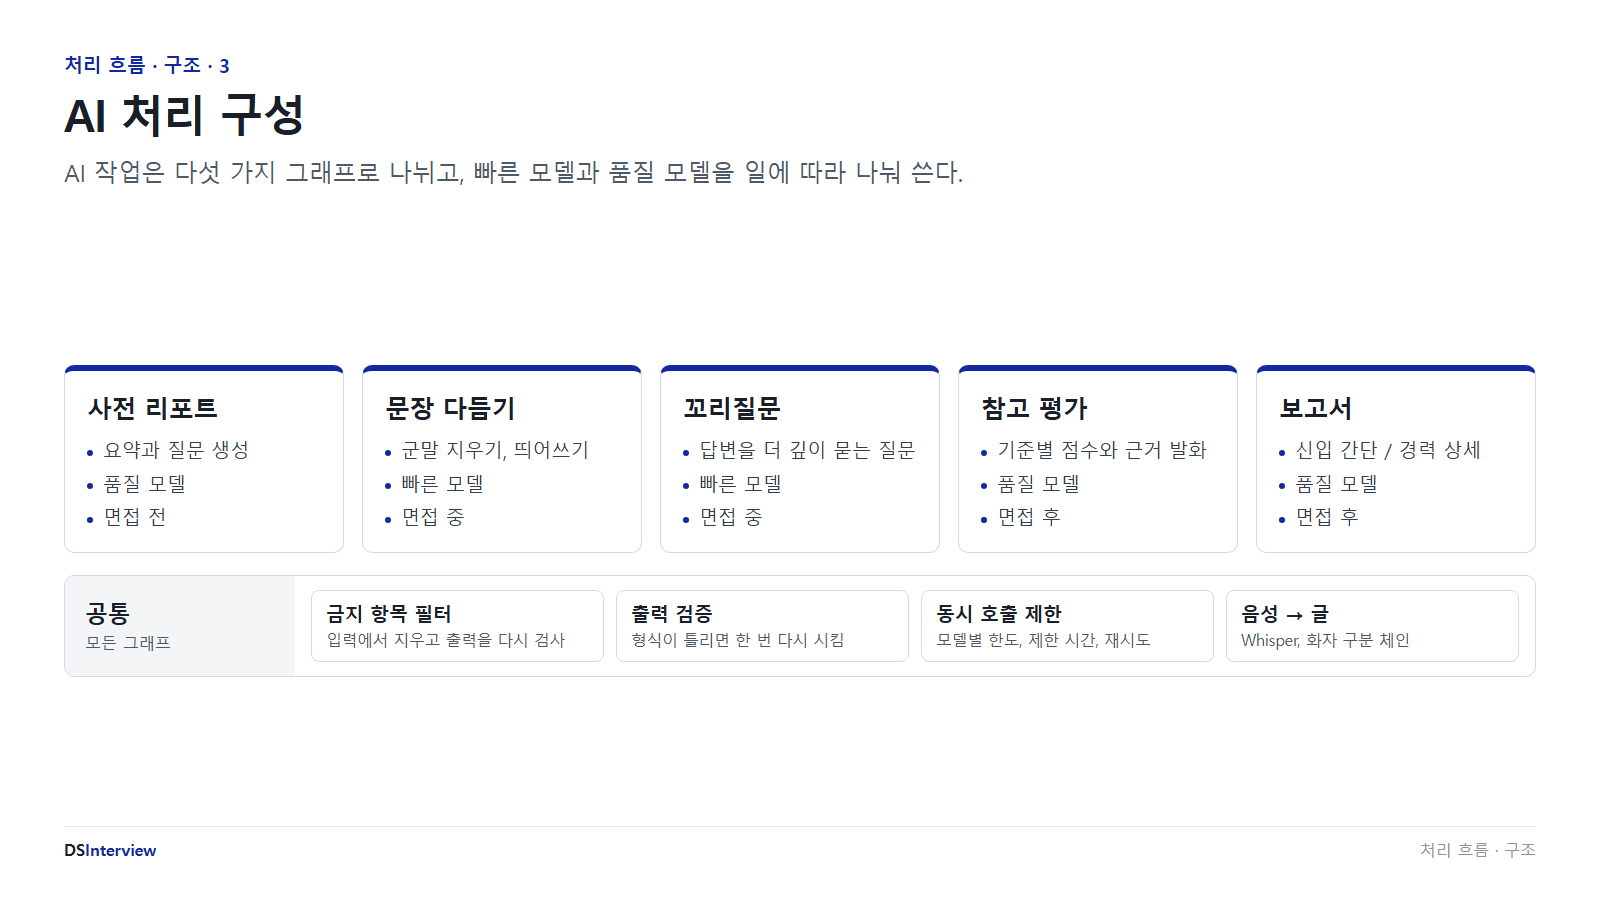 처리 흐름 · 구조 · 3
AI 처리 구성
AI 작업은 다섯 가지 그래프로 나뉘고, 빠른 모델과 품질 모델을 일에 따라 나눠 쓴다.
사전 리포트
요약과 질문 생성
품질 모델
면접 전
문장 다듬기
군말 지우기, 띄어쓰기
빠른 모델
면접 중
꼬리질문
답변을 더 깊이 묻는 질문
빠른 모델
면접 중
참고 평가
기준별 점수와 근거 발화
품질 모델
면접 후
보고서
신입 간단 / 경력 상세
품질 모델
면접 후
공통
모든 그래프
금지 항목 필터
입력에서 지우고 출력을 다시 검사
출력 검증
형식이 틀리면 한 번 다시 시킴
동시 호출 제한
모델별 한도, 제한 시간, 재시도
음성 → 글
Whisper, 화자 구분 체인
DSInterview
처리 흐름 · 구조